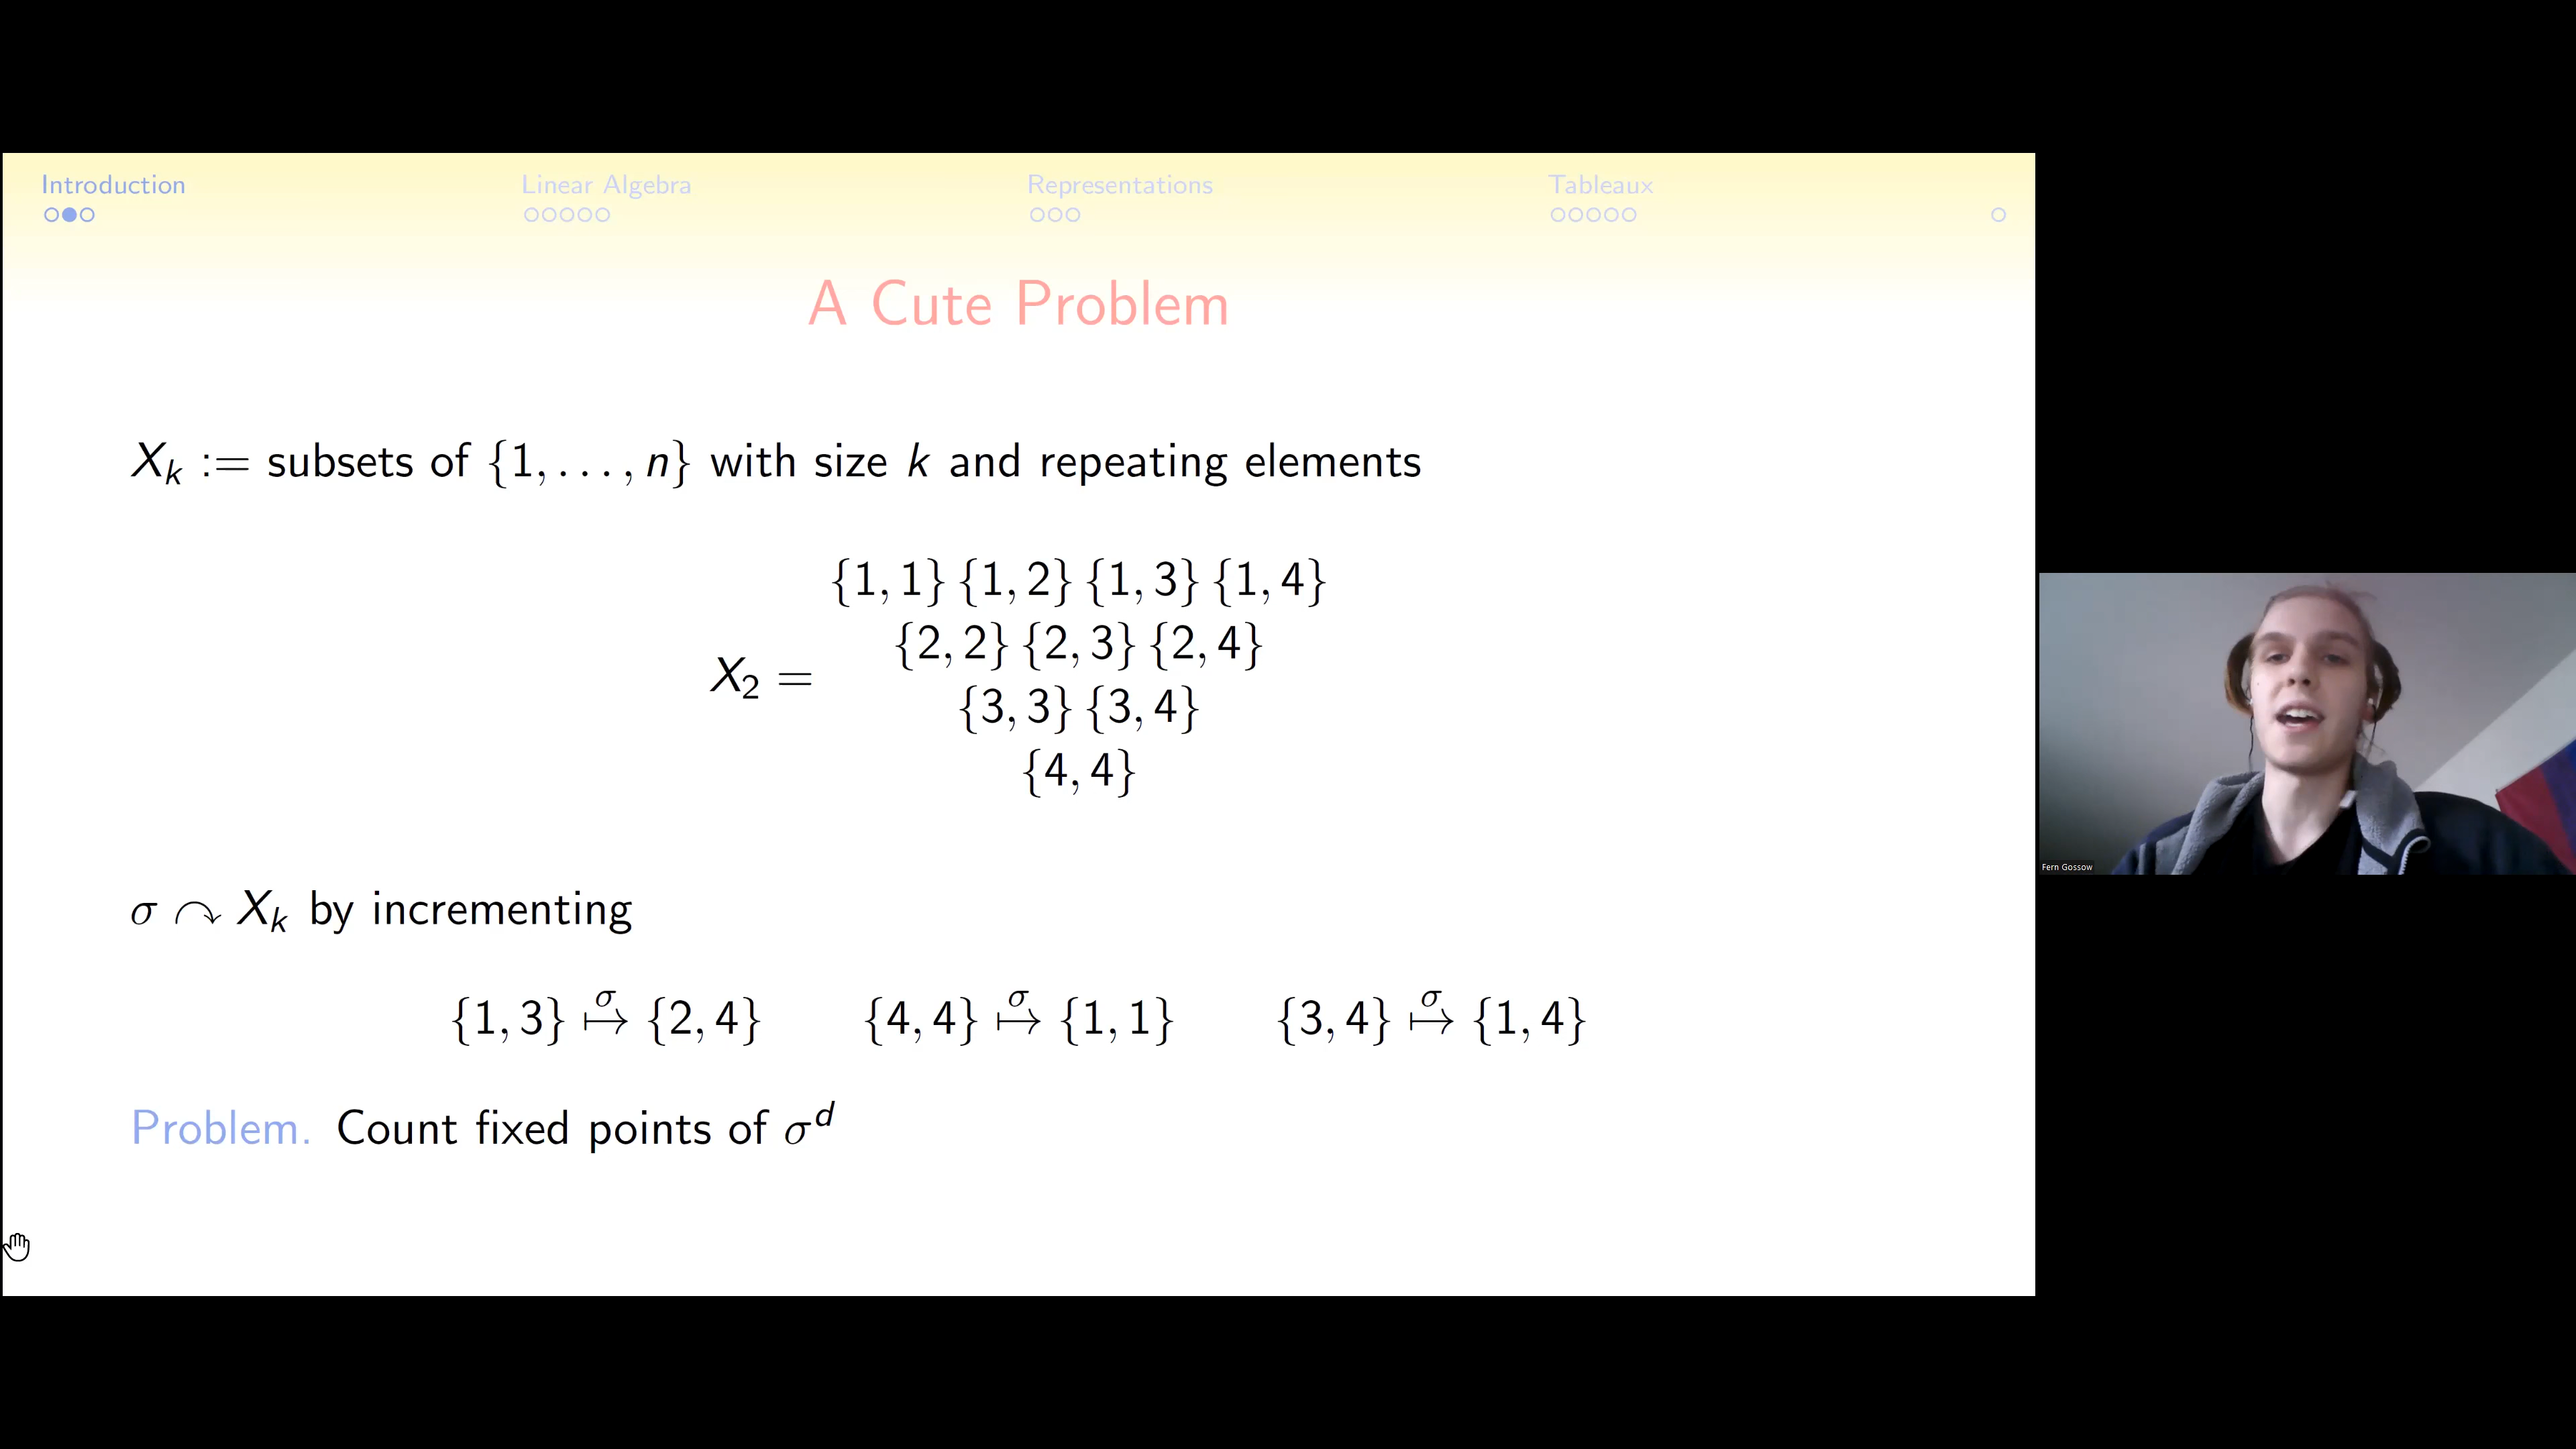 Introduction Linear Algebra Representations Tableaux
A Cute Problem
X_k := subsets of {1, . . . , n} with size k and repeating elements
{1, 1} {1, 2} {1, 3} {1, 4}
{2, 2} {2, 3} {2, 4}
X_2 =
{3, 3} {3, 4}
{4, 4}
σ ↷ X_k by incrementing
{1, 3} ↦^σ {2, 4} {4, 4} ↦^σ {1, 1} {3, 4} ↦^σ {1, 4}
Problem. Count fixed points of σ^d
Fern Gossow